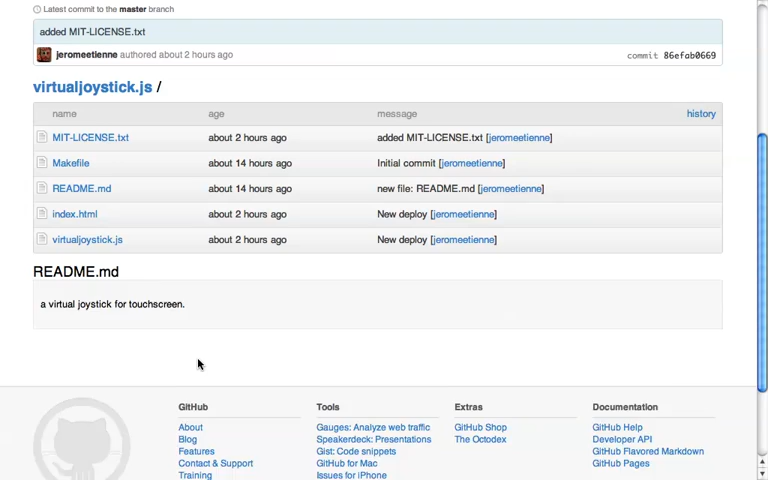 Latest commit to the master branch
added MIT-LICENSE.txt
jeromeetienne authored about 2 hours ago commit 86efab0669
virtualjoystick.js /
name age message history
MIT-LICENSE.txt about 2 hours ago added MIT-LICENSE.txt [jeromeetienne]
Makefile about 14 hours ago Initial commit [jeromeetienne]
README.md about 14 hours ago new file: README.md [jeromeetienne]
index.html about 2 hours ago New deploy [jeromeetienne]
virtualjoystick.js about 2 hours ago New deploy [jeromeetienne]
README.md
a virtual joystick for touchscreen.
GitHub Tools Extras Documentation
About Gauges: Analyze web traffic GitHub Shop GitHub Help
Blog Speakerdeck: Presentations The Octodex Developer API
Features Gist: Code snippets GitHub Flavored Markdown
Contact & Support GitHub for Mac GitHub Pages
Training Issues for iPhone